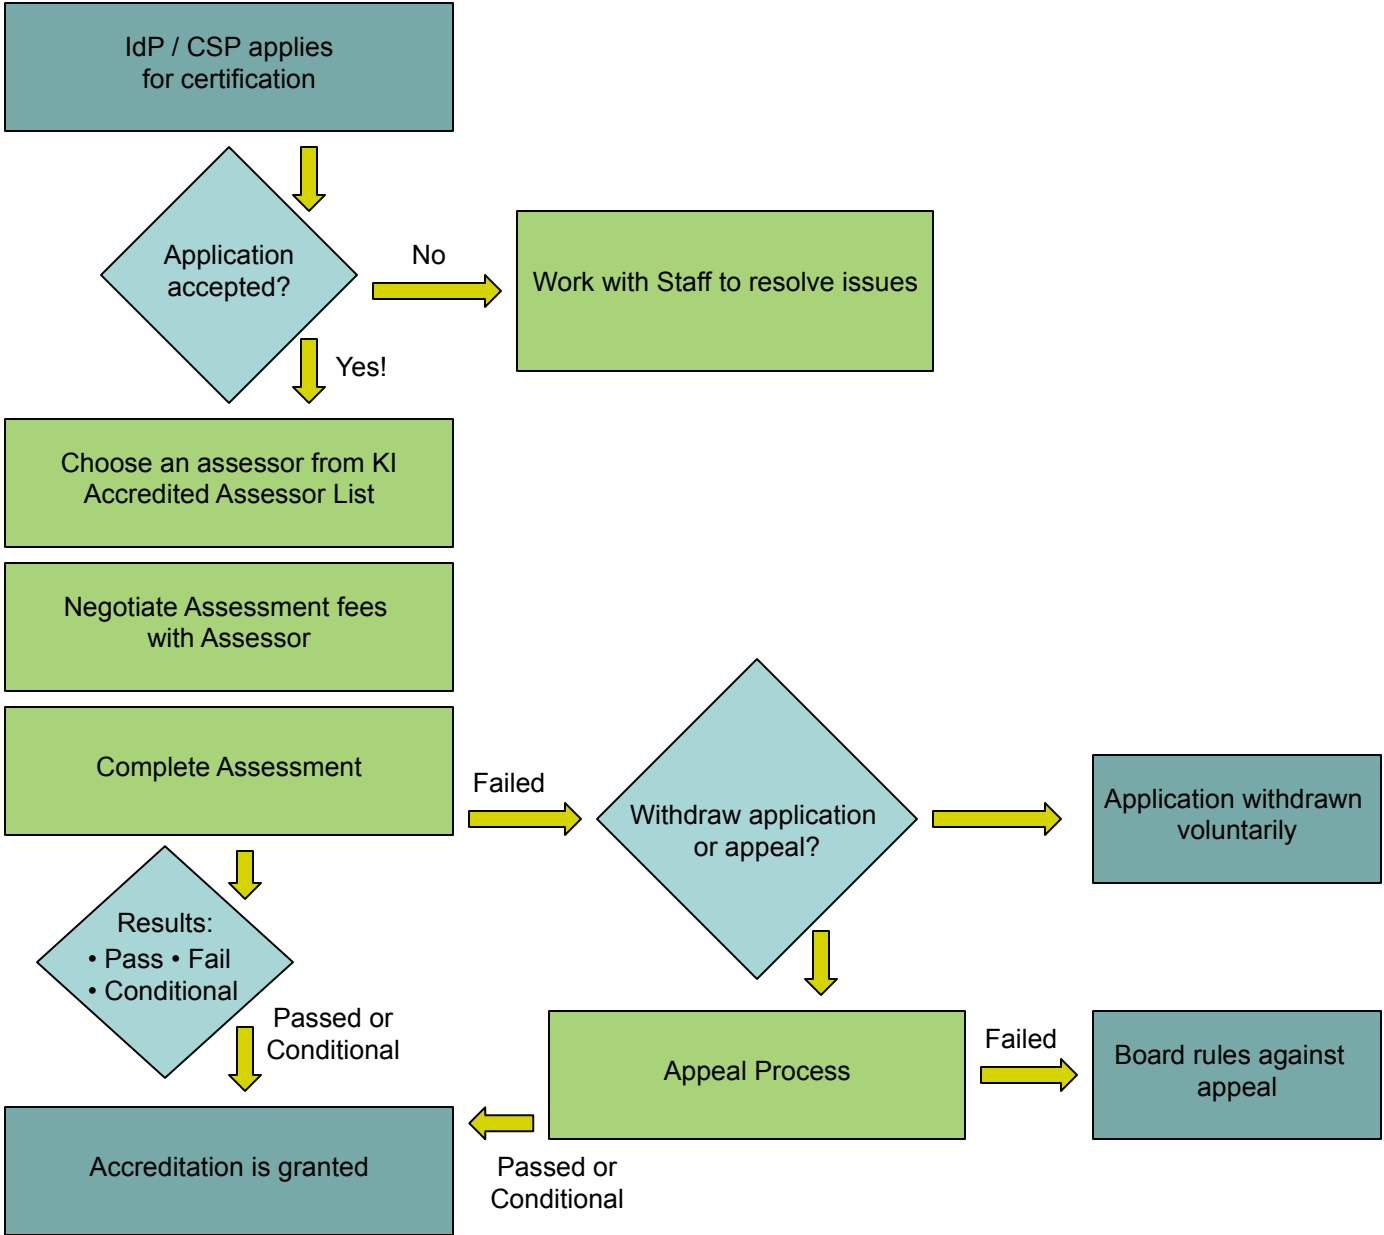 IdP / CSP applies
for certification
Application
accepted?
No
Work with Staff to resolve issues
Yes!
Choose an assessor from KI
Accredited Assessor List
Negotiate Assessment fees
with Assessor
Complete Assessment
Failed
Withdraw application
or appeal?
Application withdrawn
voluntarily
Results:
• Pass • Fail
• Conditional
Passed or
Conditional
Appeal Process
Failed
Board rules against
appeal
Accreditation is granted
Passed or
Conditional